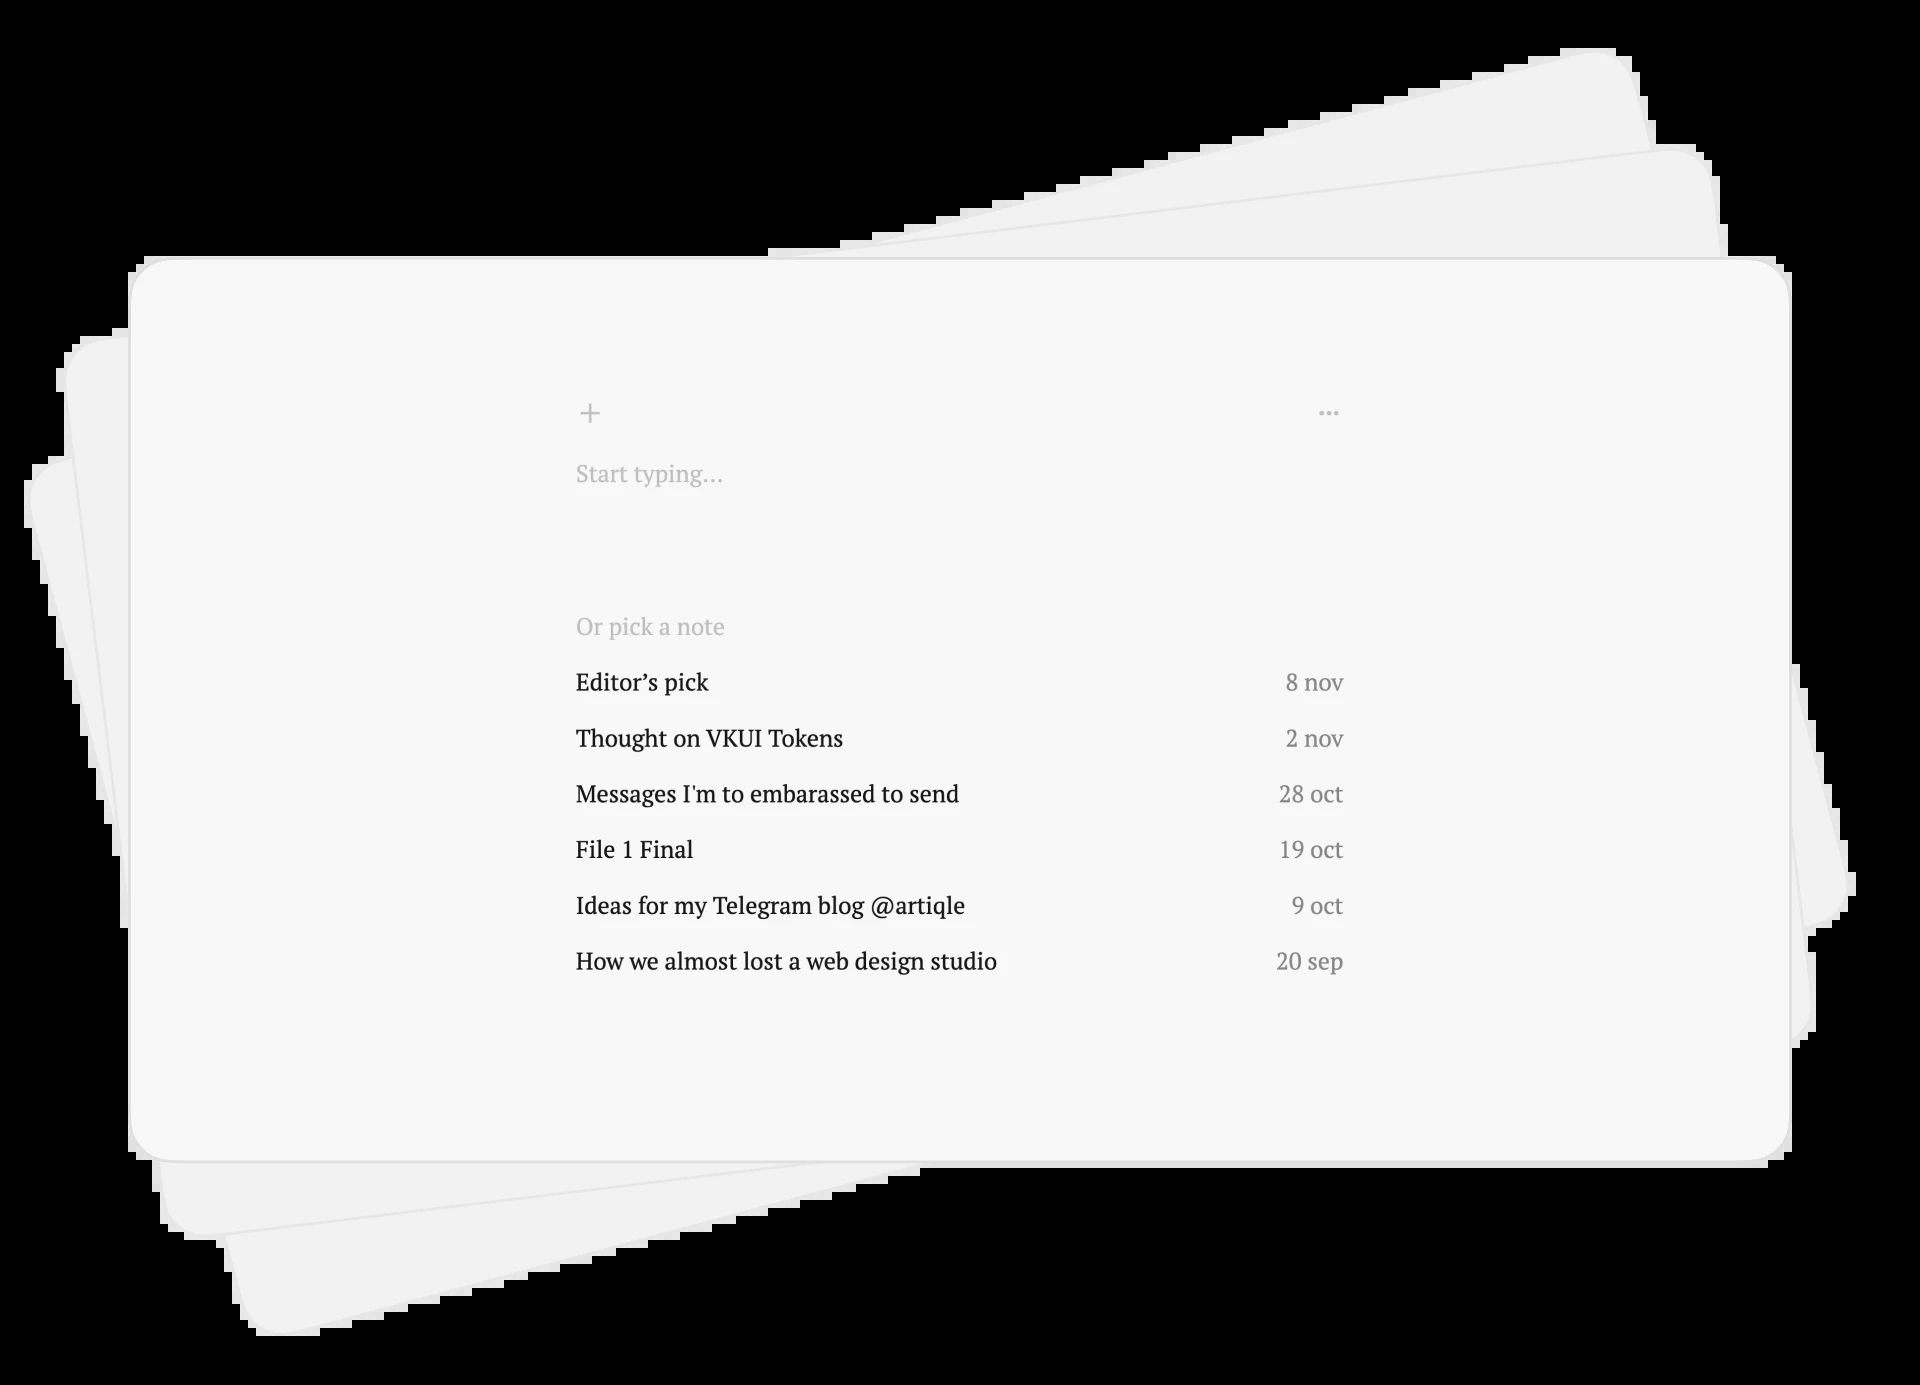 Start typing...
Or pick a note
Editor’s pick 8 nov
Thought on VKUI Tokens 2 nov
Messages I'm to embarassed to send 28 oct
File 1 Final 19 oct
Ideas for my Telegram blog @artiqle 9 oct
How we almost lost a web design studio 20 sep